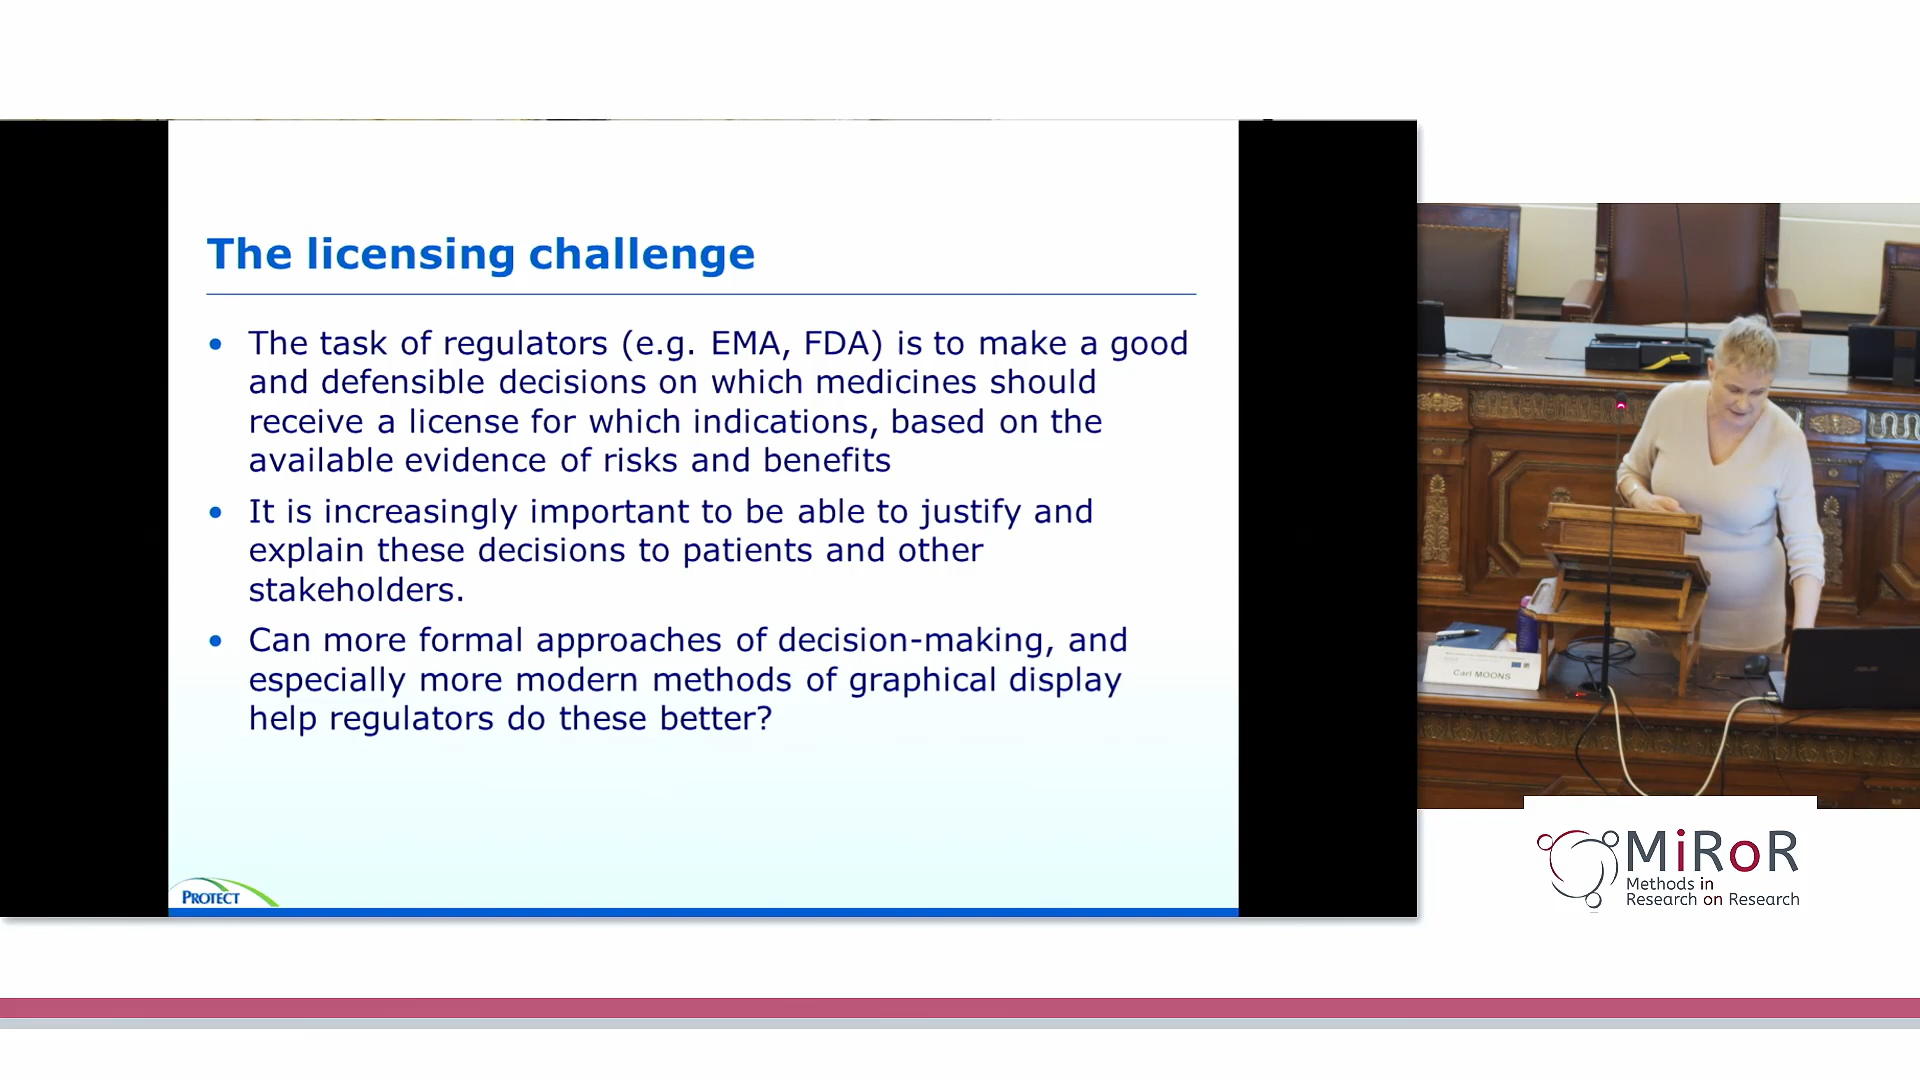 The licensing challenge
• The task of regulators (e.g. EMA, FDA) is to make a good
and defensible decisions on which medicines should
receive a license for which indications, based on the
available evidence of risks and benefits
• It is increasingly important to be able to justify and
explain these decisions to patients and other
stakeholders.
• Can more formal approaches of decision-making, and
especially more modern methods of graphical display
help regulators do these better?
PROTECT
Carl MOONS
ASUS
MiRoR
Methods in
Research on Research